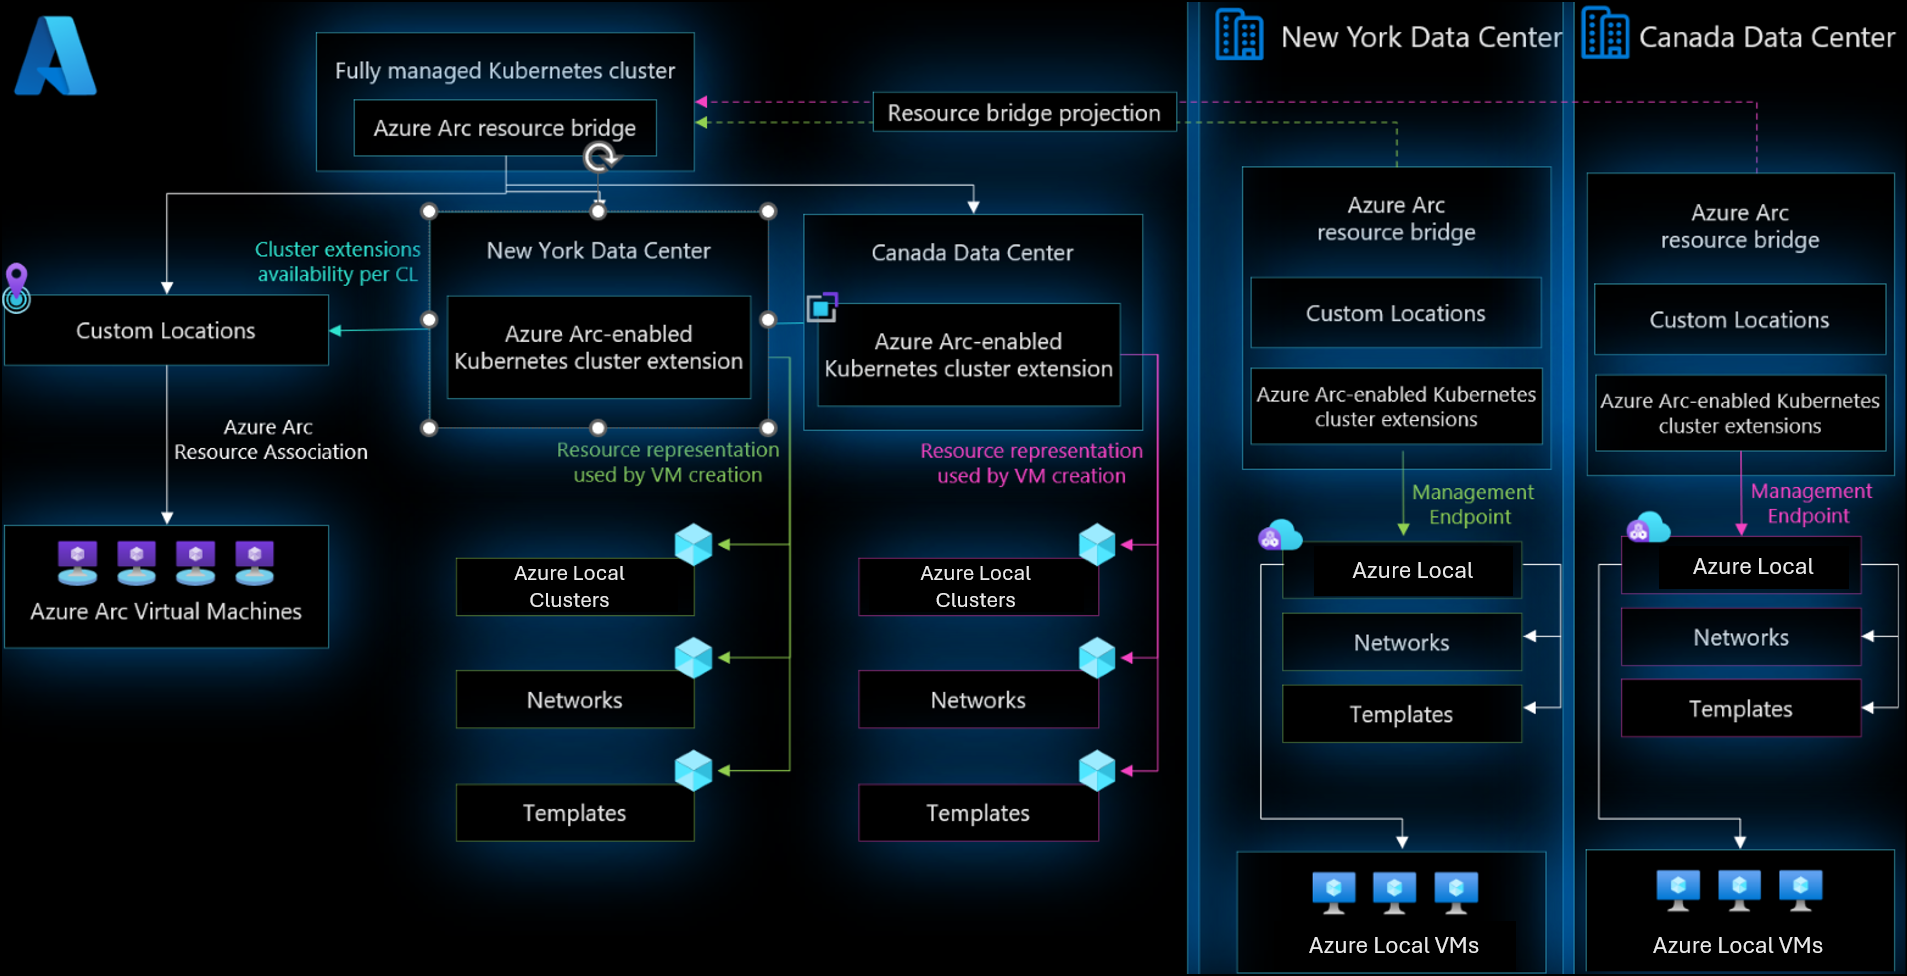 Fully managed Kubernetes cluster
Azure Arc resource bridge
Resource bridge projection
Cluster extensions
availability per CL
New York Data Center
Azure Arc-enabled
Kubernetes cluster extension
Canada Data Center
Azure Arc-enabled
Kubernetes cluster extension
Custom Locations
Azure Arc
Resource Association
Azure Arc Virtual Machines
Resource representation
used by VM creation
Azure Local
Clusters
Networks
Templates
Resource representation
used by VM creation
Azure Local
Clusters
Networks
Templates
New York Data Center
Azure Arc
resource bridge
Custom Locations
Azure Arc-enabled Kubernetes
cluster extensions
Management
Endpoint
Azure Local
Networks
Templates
Azure Local VMs
Canada Data Center
Azure Arc
resource bridge
Custom Locations
Azure Arc-enabled Kubernetes
cluster extensions
Management
Endpoint
Azure Local
Networks
Templates
Azure Local VMs